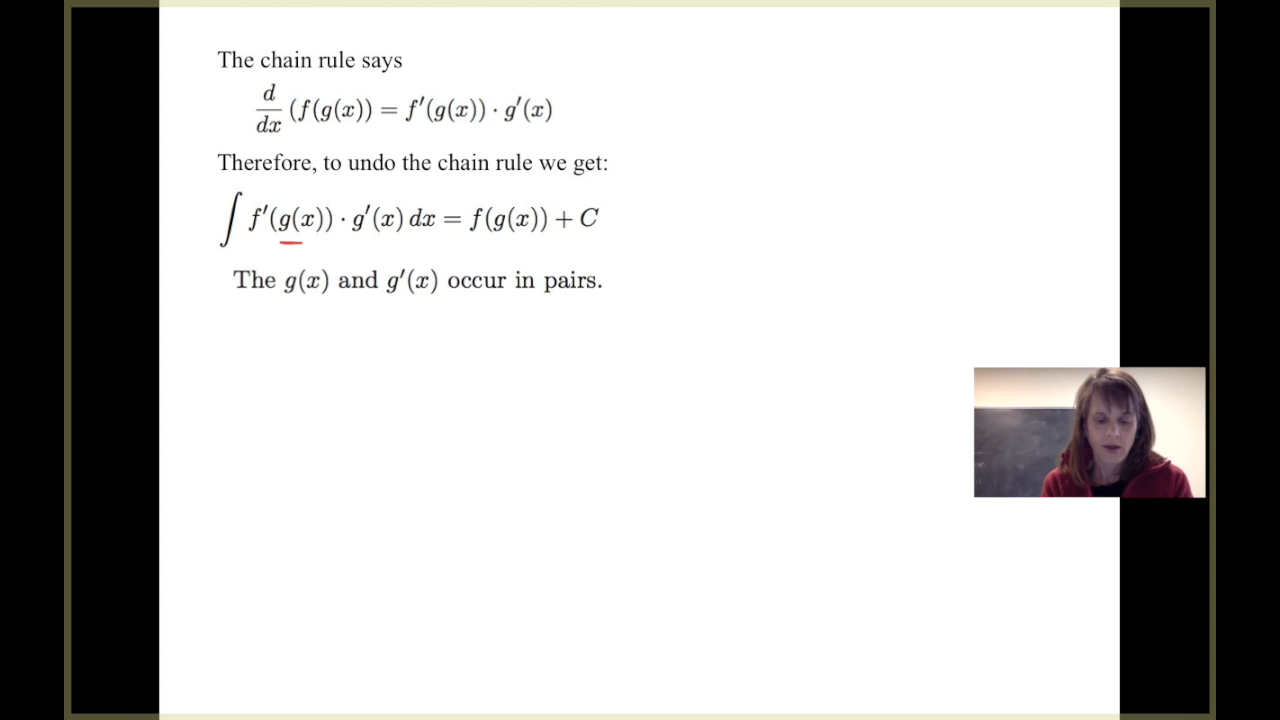 The chain rule says
d/dx (f(g(x)) = f′(g(x)) · g′(x)
Therefore, to undo the chain rule we get:
∫ f′(g(x)) · g′(x) dx = f(g(x)) + C
The g(x) and g′(x) occur in pairs.